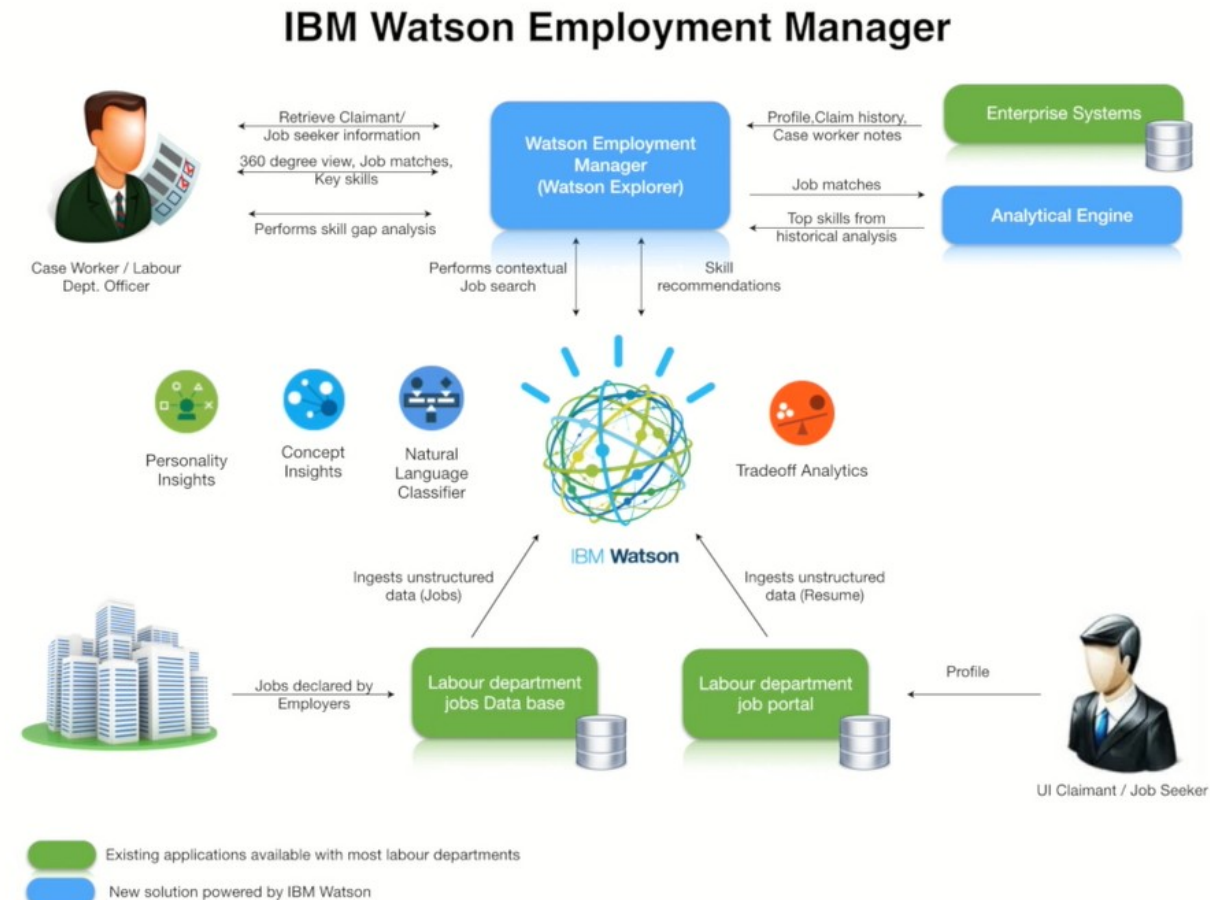 IBM Watson Employment Manager
Retrieve Claimant/
Job seeker information
360 degree view, Job matches,
Key skills
Performs skill gap analysis
Case Worker / Labour
Dept. Officer
Watson Employment
Manager
(Watson Explorer)
Profile,Claim history,
Case worker notes
Enterprise Systems
Job matches
Top skills from
historical analysis
Analytical Engine
Performs contextual
Job search
Skill
recommendations
Personality
Insights
Concept
Insights
Natural
Language
Classifier
Tradeoff Analytics
IBM Watson
Ingests unstructured
data (Jobs)
Ingests unstructured
data (Resume)
Jobs declared by
Employers
Labour department
jobs Data base
Labour department
job portal
Profile
UI Claimant / Job Seeker
Existing applications available with most labour departments
New solution powered by IBM Watson